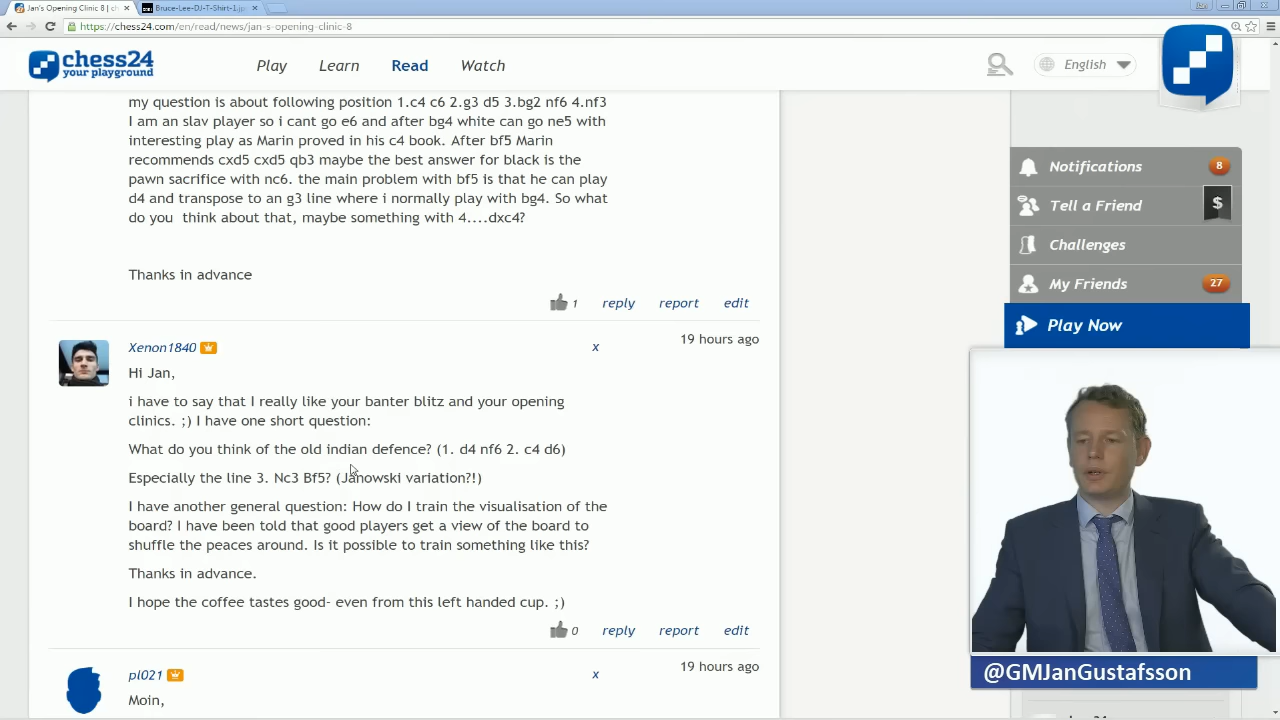 Jan's Opening Clinic 8 | ch
Bruce-Lee-DJ-T-Shirt-1.jp
https://chess24.com/en/read/news/jan-s-opening-clinic-8
chess24
your playground
Play
Learn
Read
Watch
English
my question is about following position 1.c4 c6 2.g3 d5 3.bg2 nf6 4.nf3
I am an slav player so i cant go e6 and after bg4 white can go ne5 with
interesting play as Marin proved in his c4 book. After bf5 Marin
recommends cxd5 cxd5 qb3 maybe the best answer for black is the
pawn sacrifice with nc6. the main problem with bf5 is that he can play
d4 and transpose to an g3 line where i normally play with bg4. So what
do you think about that, maybe something with 4....dxc4?
Thanks in advance
1 reply report edit
Xenon1840
x
19 hours ago
Hi Jan,
i have to say that I really like your banter blitz and your opening
clinics. ;) I have one short question:
What do you think of the old indian defence? (1. d4 nf6 2. c4 d6)
Especially the line 3. Nc3 Bf5? (Janowski variation?!)
I have another general question: How do I train the visualisation of the
board? I have been told that good players get a view of the board to
shuffle the peaces around. Is it possible to train something like this?
Thanks in advance.
I hope the coffee tastes good- even from this left handed cup. ;)
0 reply report edit
pl021
x
19 hours ago
Moin,
Notifications 8
Tell a Friend $
Challenges
My Friends 27
Play Now
@GMJanGustafsson